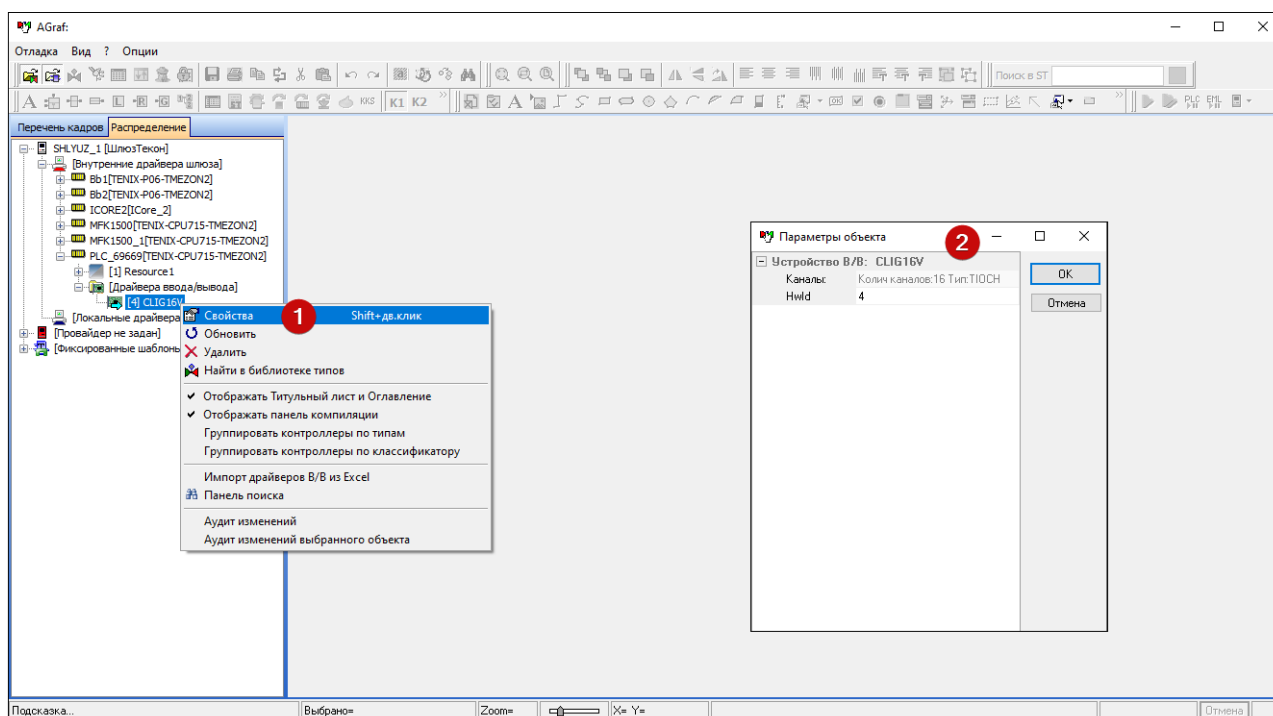 AGraf:
Отладка Вид ? Опции
Поиск в ST
KKS K1 K2
PLC EML
Перечень кадров Распределение
SHLYUZ_1 [ШлюзТекон]
[Внутренние драйвера шлюза]
Bb1[TENIX-P06-TMEZON2]
Bb2[TENIX-P06-TMEZON2]
ICORE2[ICore_2]
MFK1500[TENIX-CPU715-TMEZON2]
MFK1500_1[TENIX-CPU715-TMEZON2]
PLC_69669[TENIX-CPU715-TMEZON2]
[1] Resource1
[Драйвера ввода/вывода]
[4] CLIG16V
[Локальные драйвера
[Провайдер не задан]
[Фиксированные шаблоны
Свойства 1 Shift+дв.клик
Обновить
Удалить
Найти в библиотеке типов
Отображать Титульный лист и Оглавление
Отображать панель компиляции
Группировать контроллеры по типам
Группировать контроллеры по классификатору
Импорт драйверов В/В из Excel
Панель поиска
Аудит изменений
Аудит изменений выбранного объекта
Параметры объекта 2
Устройство В/В: CLIG16V
Каналы: Колич каналов:16 Тип:TIOCH
HwId 4
OK
Отмена
Подсказка... Выбрано= Zoom= X= Y= Отмена